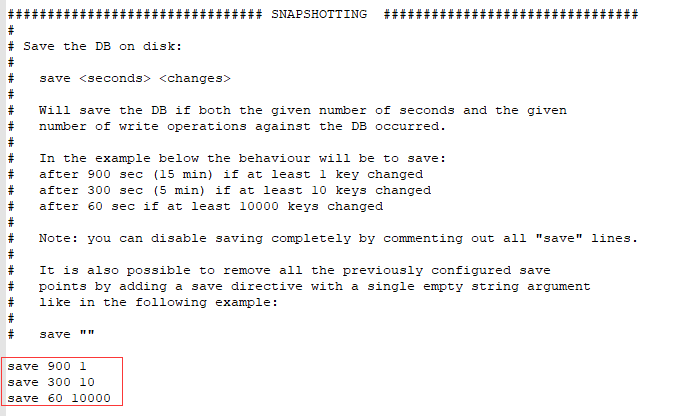 ################################ SNAPSHOTTING  ################################
#
# Save the DB on disk:
#
#   save <seconds> <changes>
#
#   Will save the DB if both the given number of seconds and the given
#   number of write operations against the DB occurred.
#
#   In the example below the behaviour will be to save:
#   after 900 sec (15 min) if at least 1 key changed
#   after 300 sec (5 min) if at least 10 keys changed
#   after 60 sec if at least 10000 keys changed
#
#   Note: you can disable saving completely by commenting out all "save" lines.
#
#   It is also possible to remove all the previously configured save
#   points by adding a save directive with a single empty string argument
#   like in the following example:
#
#   save ""
save 900 1
save 300 10
save 60 10000